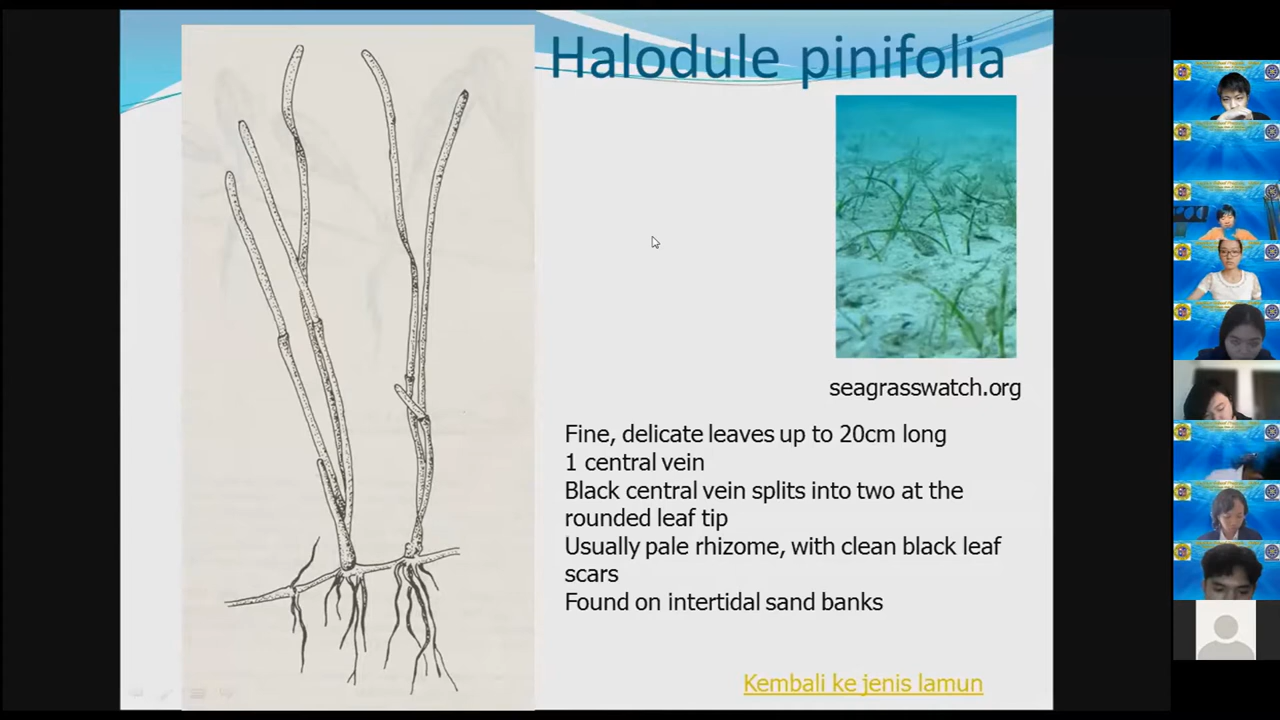 Halodule pinifolia
seagrasswatch.org
Fine, delicate leaves up to 20cm long
1 central vein
Black central vein splits into two at the
rounded leaf tip
Usually pale rhizome, with clean black leaf
scars
Found on intertidal sand banks
Kembali ke jenis lamun